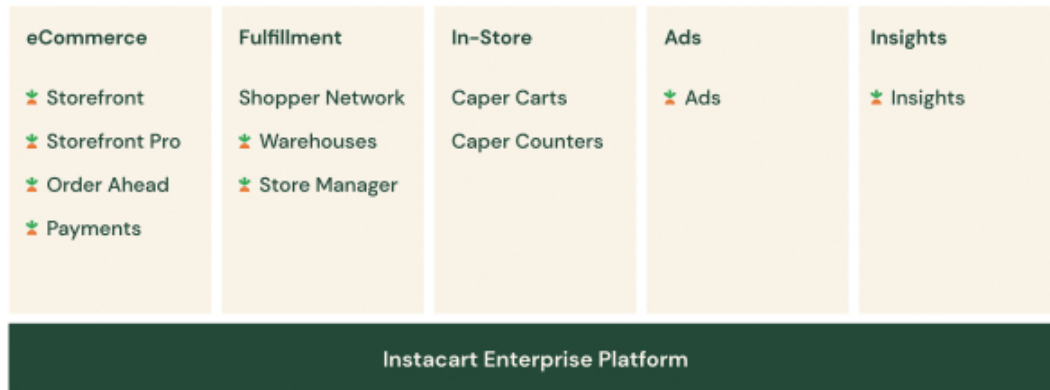 eCommerce
Storefront
Storefront Pro
Order Ahead
Payments
Fulfillment
Shopper Network
Warehouses
Store Manager
In-Store
Caper Carts
Caper Counters
Ads
Ads
Insights
Insights
Instacart Enterprise Platform